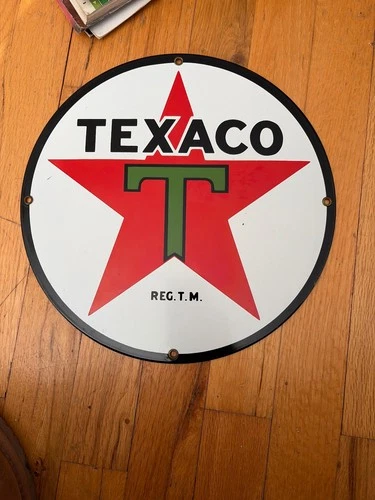 TEXACO
T
REG. T.M.